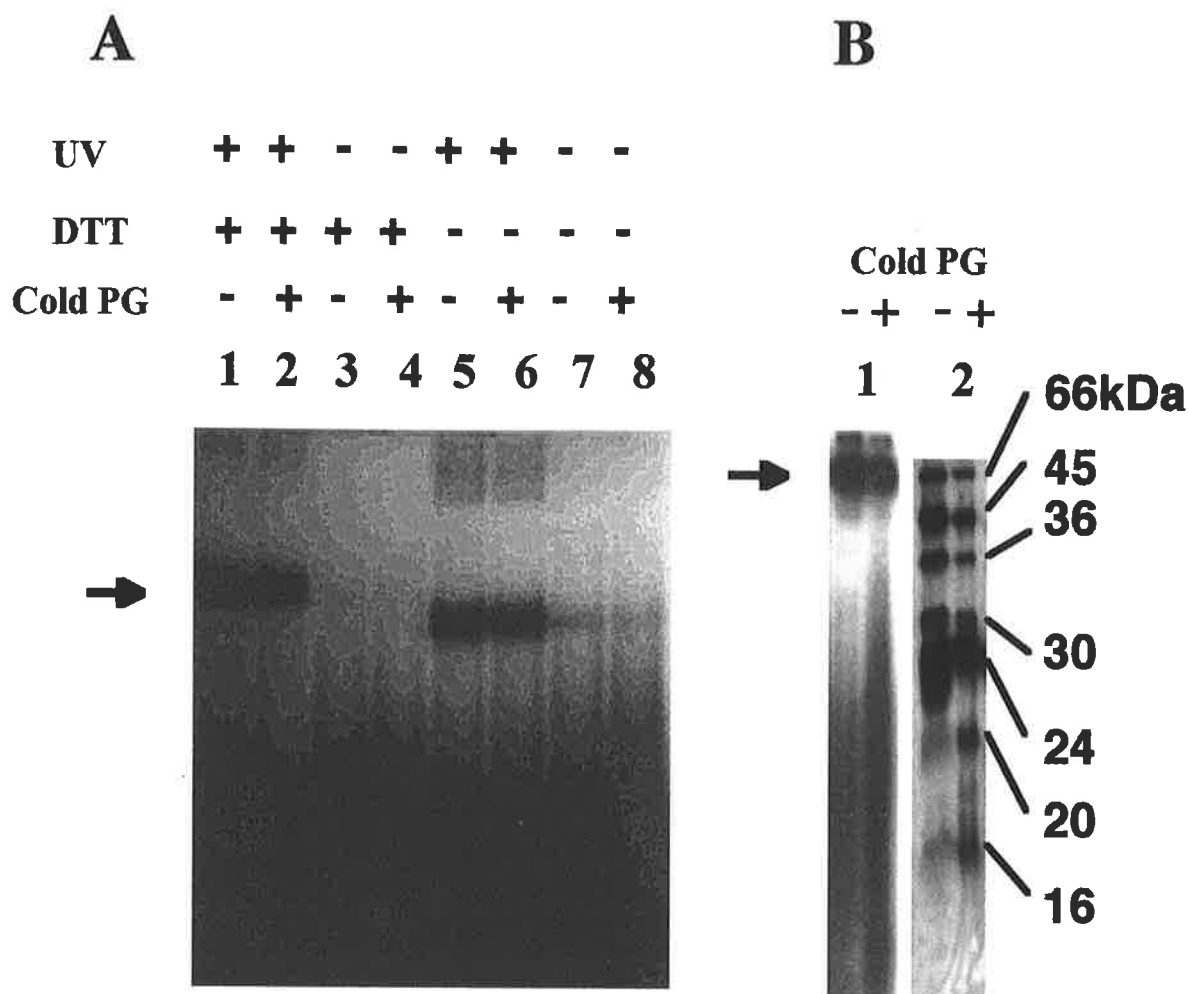 A
B
UV + + - - + + - -
DTT + + + + - - - -
Cold PG - + - + - + - +
1 2 3 4 5 6 7 8
Cold PG
- + - +
1 2
66kDa
45
36
30
24
20
16